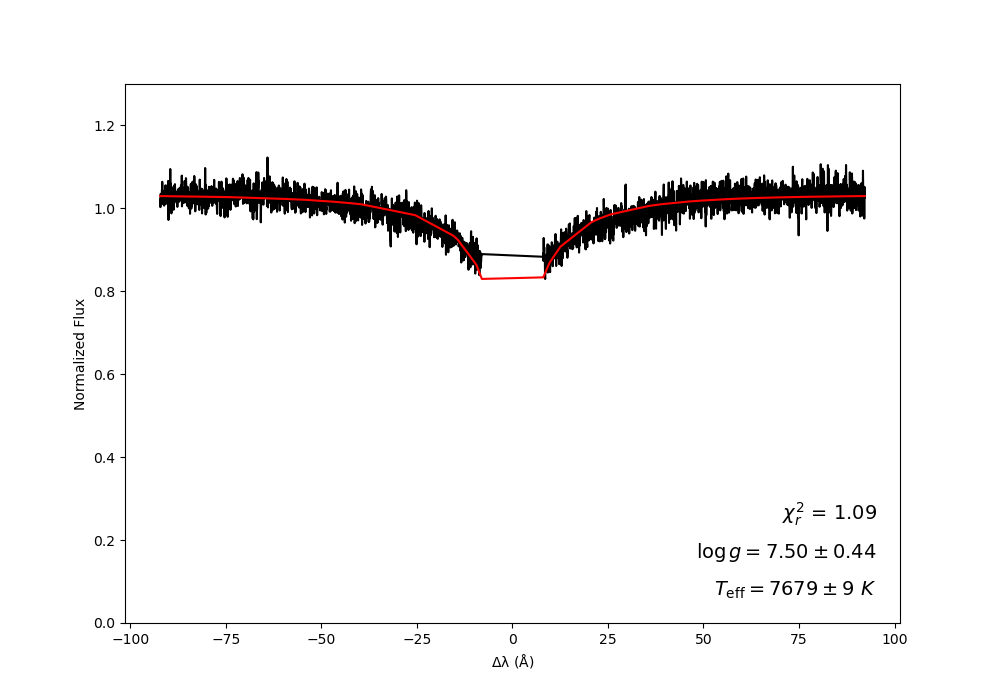 1.2
1.0
0.8
0.6
0.4
0.2
0.0
Normalized Flux
χ²ᵣ = 1.09
log g = 7.50 ± 0.44
T_eff = 7679 ± 9 K
−100 −75 −50 −25 0 25 50 75 100
Δλ (Å)